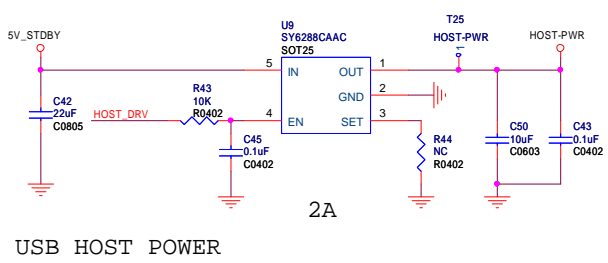 5V_STDBY
U9
SY6288CAAC
SOT25
T25
HOST-PWR
1
HOST-PWR
5
IN
OUT
1
GND
2
4
EN
SET
3
C42
22uF
C0805
HOST_DRV
R43
10K
R0402
C45
0.1uF
C0402
R44
NC
R0402
C50
10uF
C0603
C43
0.1uF
C0402
2A
USB HOST POWER